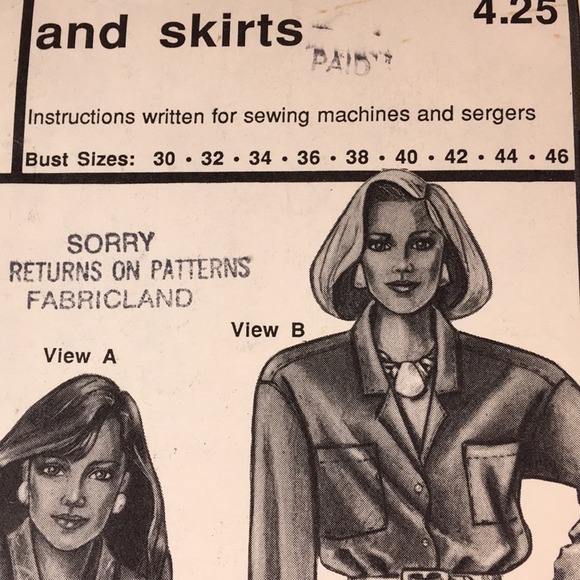 4.25
and skirts
PAID
Instructions written for sewing machines and sergers
Bust Sizes: 30 • 32 • 34 • 36 • 38 • 40 • 42 • 44 • 46
SORRY
RETURNS ON PATTERNS
FABRICLAND
View B
View A